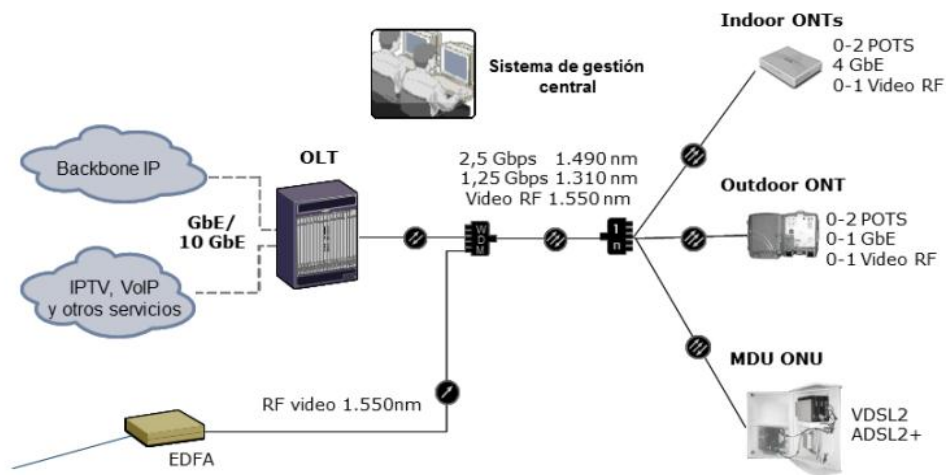 Indoor ONTs
0-2 POTS
4 GbE
0-1 Video RF
Sistema de gestión
central
Backbone IP
OLT
2,5 Gbps 1.490 nm
1,25 Gbps 1.310 nm
Video RF 1.550 nm
GbE/
10 GbE
WDM
1
n
Outdoor ONT
0-2 POTS
0-1 GbE
0-1 Video RF
IPTV, VoIP
y otros servicios
MDU ONU
VDSL2
ADSL2+
RF video 1.550nm
EDFA